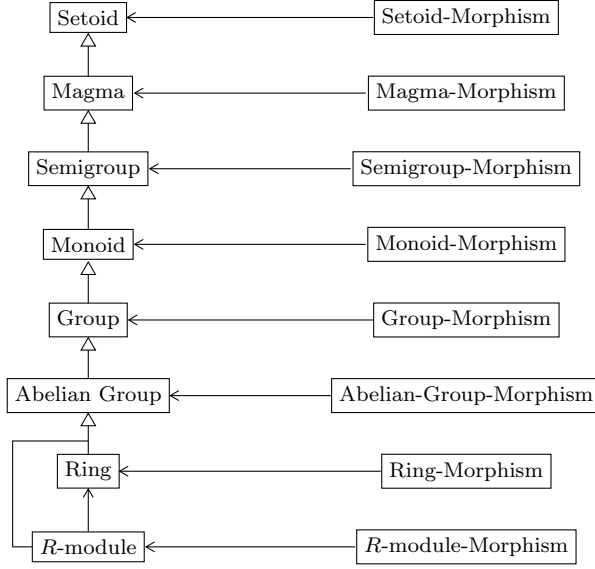 Setoid Setoid-Morphism
Magma Magma-Morphism
Semigroup Semigroup-Morphism
Monoid Monoid-Morphism
Group Group-Morphism
Abelian Group Abelian-Group-Morphism
Ring Ring-Morphism
R-module R-module-Morphism